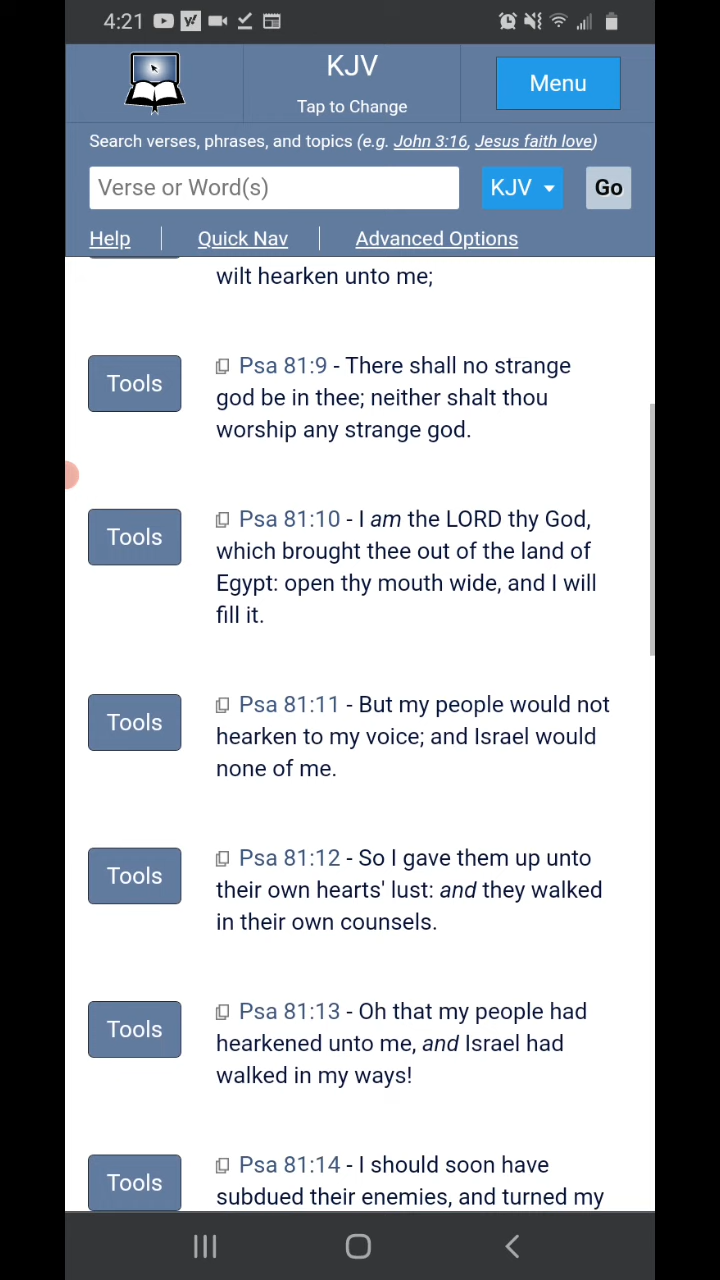 4:21
KJV
Tap to Change
Menu
Search verses, phrases, and topics (e.g. John 3:16, Jesus faith love)
Verse or Word(s)
KJV
Go
Help
Quick Nav
Advanced Options
wilt hearken unto me;
Tools
Psa 81:9 - There shall no strange
god be in thee; neither shalt thou
worship any strange god.
Tools
Psa 81:10 - I am the LORD thy God,
which brought thee out of the land of
Egypt: open thy mouth wide, and I will
fill it.
Tools
Psa 81:11 - But my people would not
hearken to my voice; and Israel would
none of me.
Tools
Psa 81:12 - So I gave them up unto
their own hearts' lust: and they walked
in their own counsels.
Tools
Psa 81:13 - Oh that my people had
hearkened unto me, and Israel had
walked in my ways!
Tools
Psa 81:14 - I should soon have
subdued their enemies, and turned my